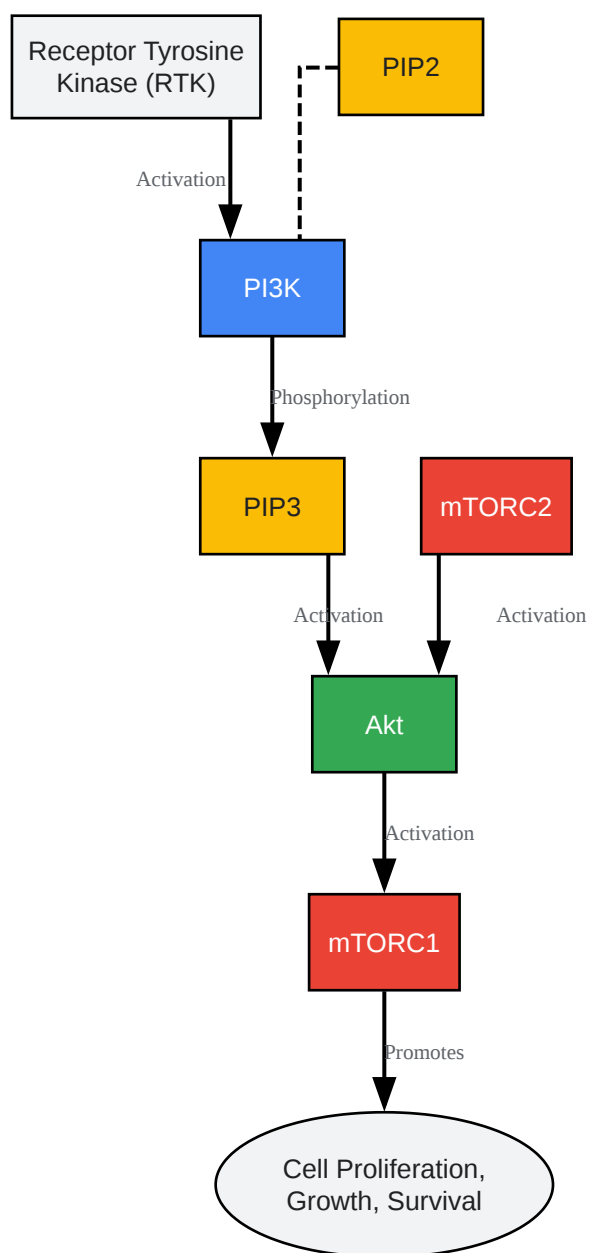 Receptor Tyrosine
Kinase (RTK)
PIP2
Activation
PI3K
Phosphorylation
PIP3
mTORC2
Activation
Activation
Akt
Activation
mTORC1
Promotes
Cell Proliferation,
Growth, Survival